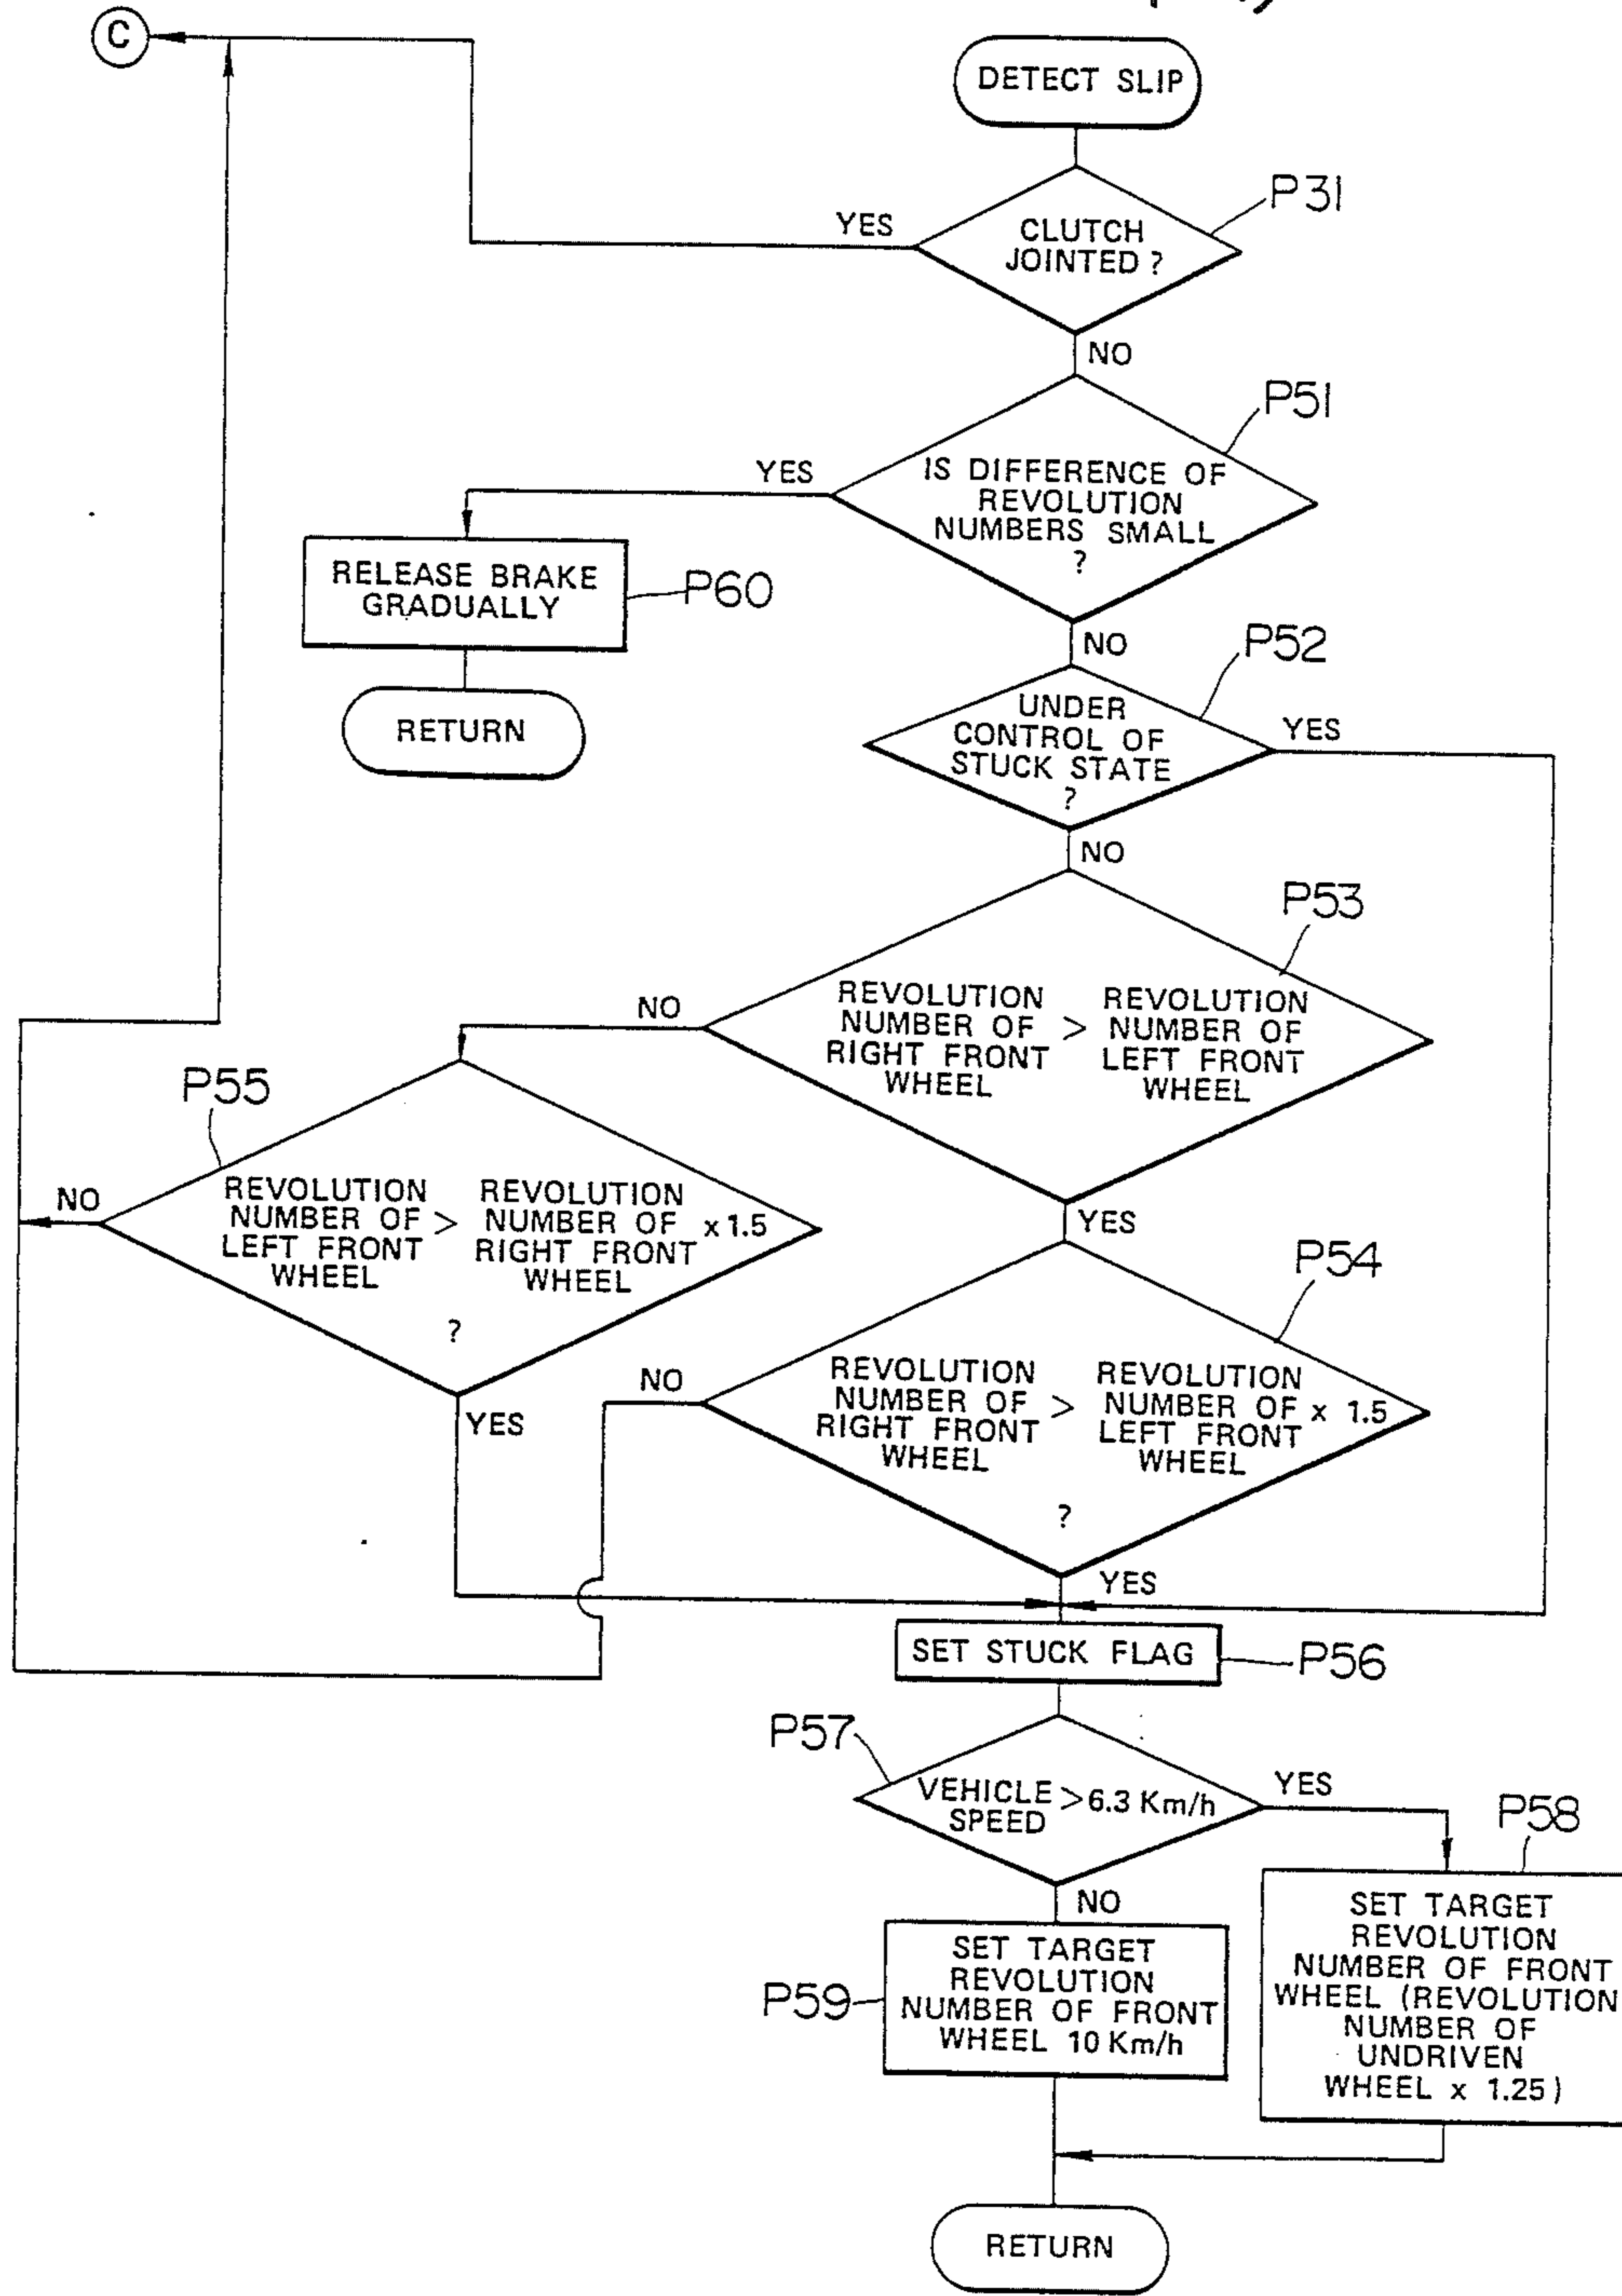 C
DETECT SLIP
P31
YES
CLUTCH
JOINTED ?
NO
P51
YES
IS DIFFERENCE OF
REVOLUTION
NUMBERS SMALL
?
RELEASE BRAKE
GRADUALLY
P60
NO
P52
RETURN
UNDER
CONTROL OF
STUCK STATE
?
YES
NO
P53
NO
REVOLUTION
NUMBER OF
RIGHT FRONT
WHEEL
>
REVOLUTION
NUMBER OF
LEFT FRONT
WHEEL
P55
NO
REVOLUTION
NUMBER OF
LEFT FRONT
WHEEL
>
REVOLUTION
NUMBER OF
RIGHT FRONT
WHEEL
x 1.5
?
YES
YES
P54
NO
REVOLUTION
NUMBER OF
RIGHT FRONT
WHEEL
>
REVOLUTION
NUMBER OF
LEFT FRONT
WHEEL
x 1.5
?
YES
SET STUCK FLAG
P56
P57
VEHICLE
SPEED
> 6.3 Km/h
YES
P58
NO
SET TARGET
REVOLUTION
NUMBER OF FRONT
WHEEL 10 Km/h
P59
SET TARGET
REVOLUTION
NUMBER OF FRONT
WHEEL (REVOLUTION
NUMBER OF
UNDRIVEN
WHEEL x 1.25)
RETURN